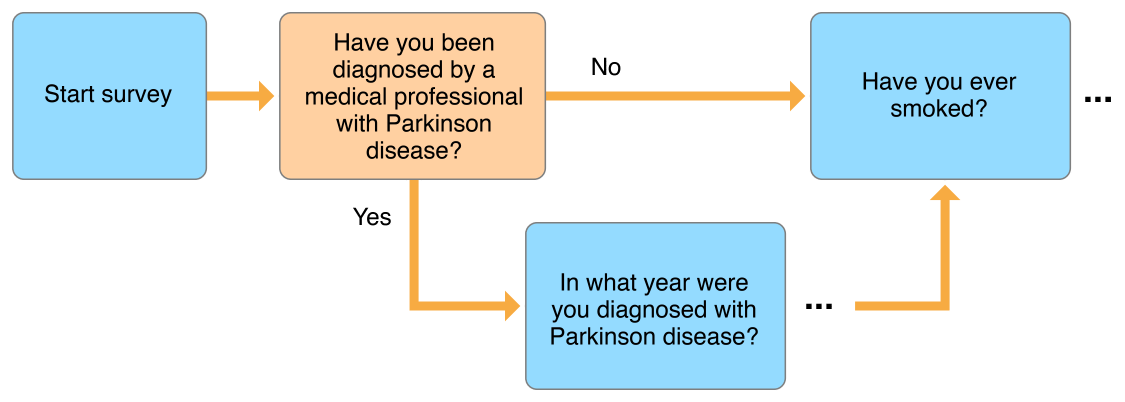 Start survey
Have you been
diagnosed by a
medical professional
with Parkinson
disease?
No
Have you ever
smoked?
...
Yes
In what year were
you diagnosed with
Parkinson disease?
...